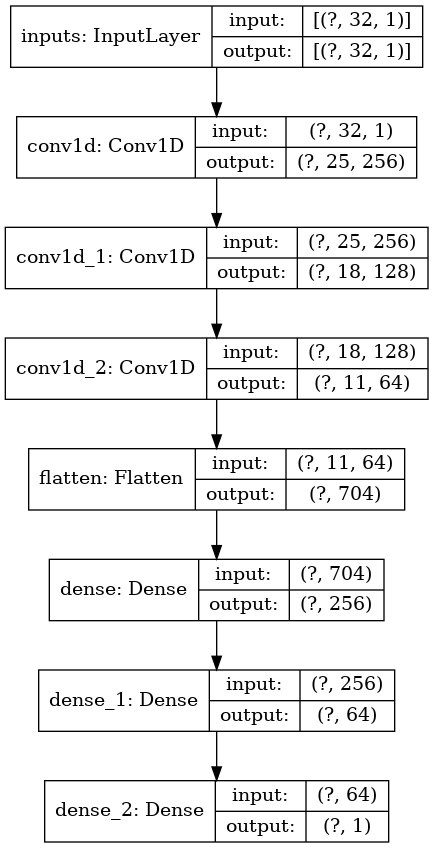 inputs: InputLayer
input:
[(?, 32, 1)]
output:
[(?, 32, 1)]
conv1d: Conv1D
input:
(?, 32, 1)
output:
(?, 25, 256)
conv1d_1: Conv1D
input:
(?, 25, 256)
output:
(?, 18, 128)
conv1d_2: Conv1D
input:
(?, 18, 128)
output:
(?, 11, 64)
flatten: Flatten
input:
(?, 11, 64)
output:
(?, 704)
dense: Dense
input:
(?, 704)
output:
(?, 256)
dense_1: Dense
input:
(?, 256)
output:
(?, 64)
dense_2: Dense
input:
(?, 64)
output:
(?, 1)